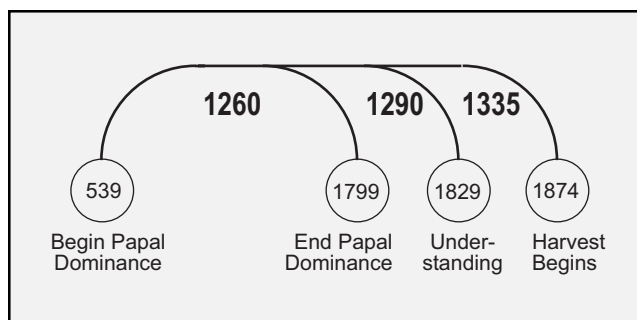 1260 1290 1335
539 1799 1829 1874
Begin Papal End Papal Under- Harvest
Dominance Dominance standing Begins